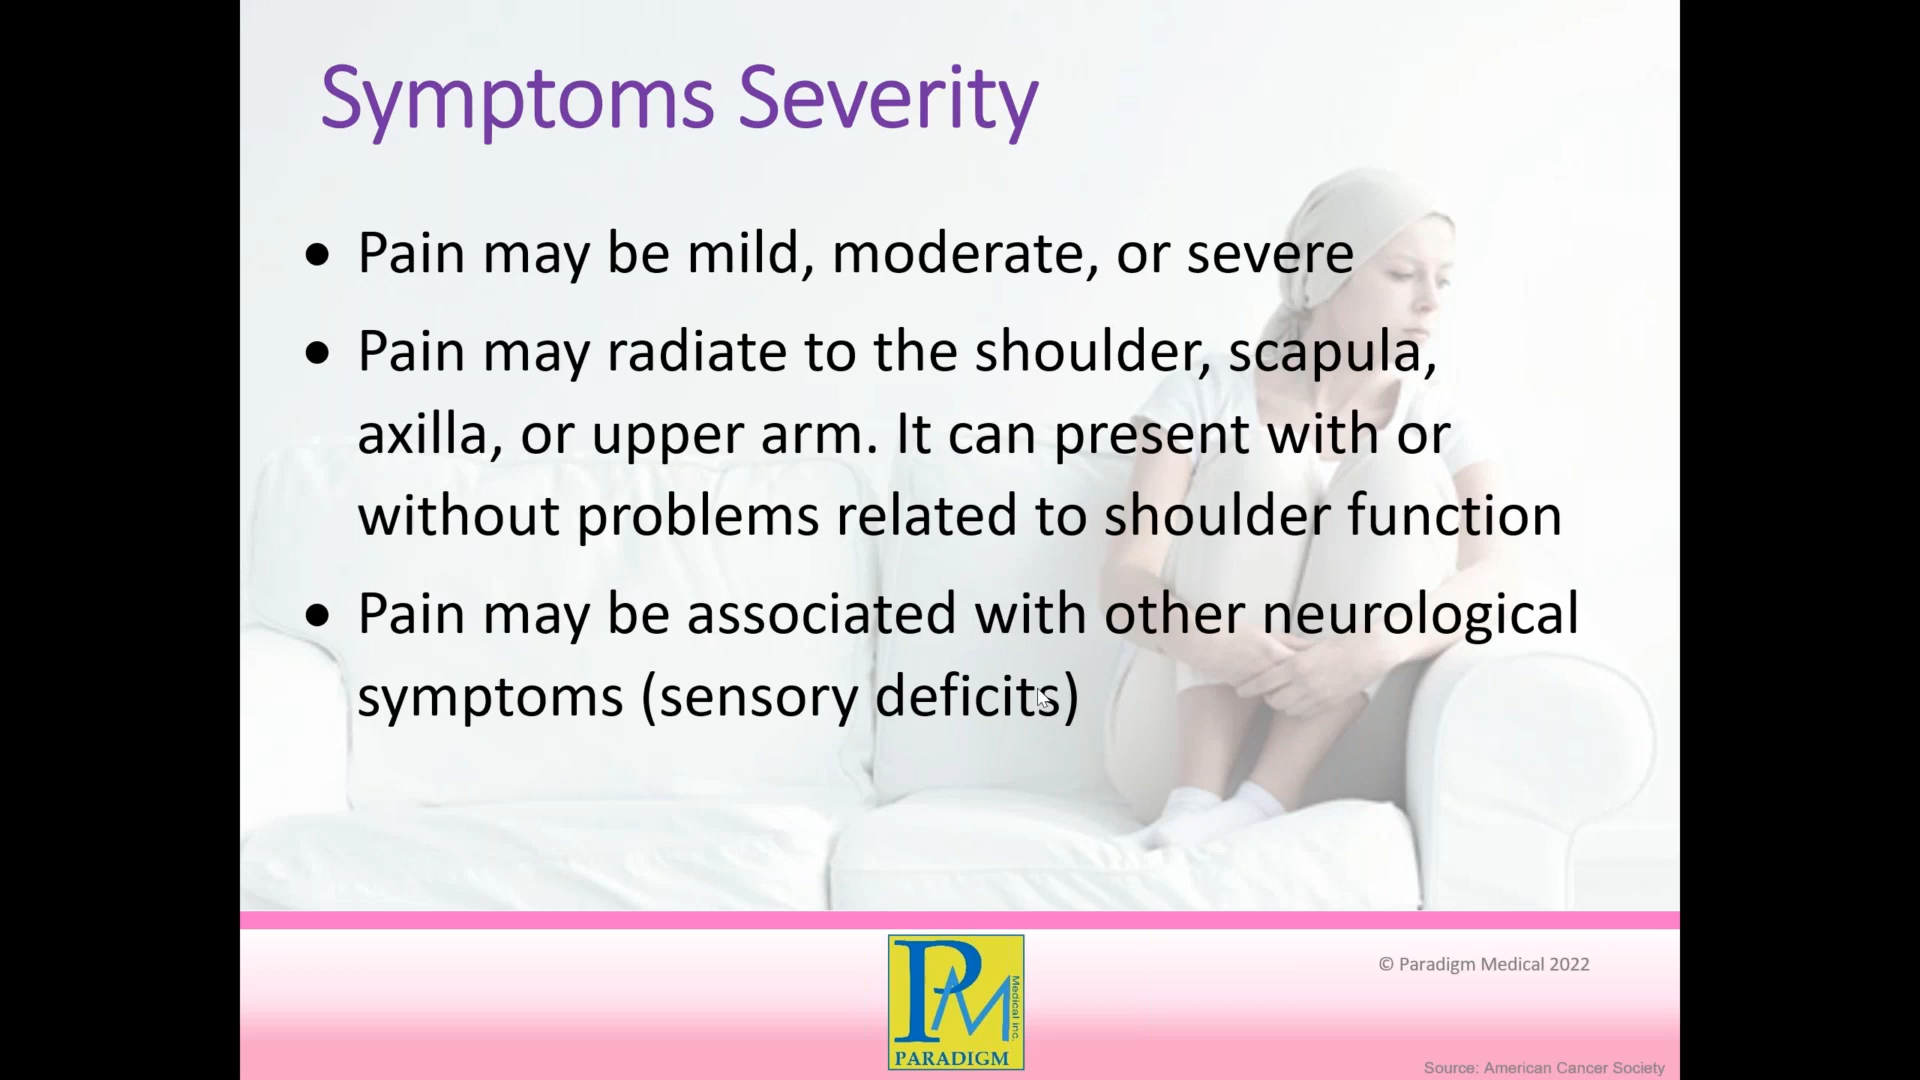 Symptoms Severity
• Pain may be mild, moderate, or severe
• Pain may radiate to the shoulder, scapula,
axilla, or upper arm. It can present with or
without problems related to shoulder function
• Pain may be associated with other neurological
symptoms (sensory deficits)
PM
Medical inc.
PARADIGM
© Paradigm Medical 2022
Source: American Cancer Society